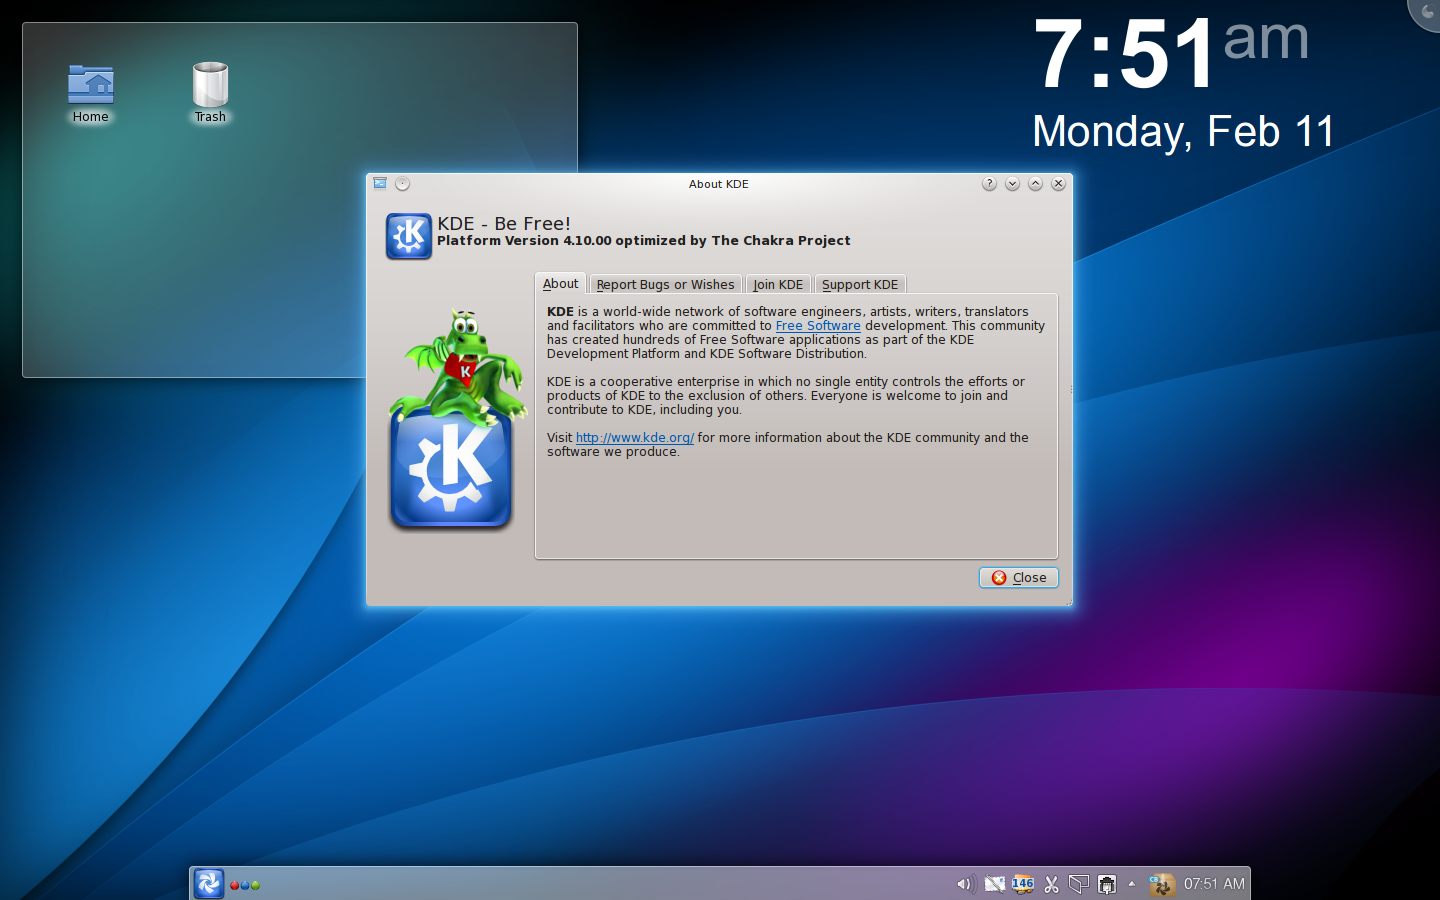 7:51 am
Monday, Feb 11
Home
Trash
About KDE
KDE - Be Free!
Platform Version 4.10.00 optimized by The Chakra Project
About
Report Bugs or Wishes
Join KDE
Support KDE
KDE is a world-wide network of software engineers, artists, writers, translators
and facilitators who are committed to Free Software development. This community
has created hundreds of Free Software applications as part of the KDE
Development Platform and KDE Software Distribution.
KDE is a cooperative enterprise in which no single entity controls the efforts or
products of KDE to the exclusion of others. Everyone is welcome to join and
contribute to KDE, including you.
Visit http://www.kde.org/ for more information about the KDE community and the
software we produce.
K
K
K
Close
146
CB
07:51 AM